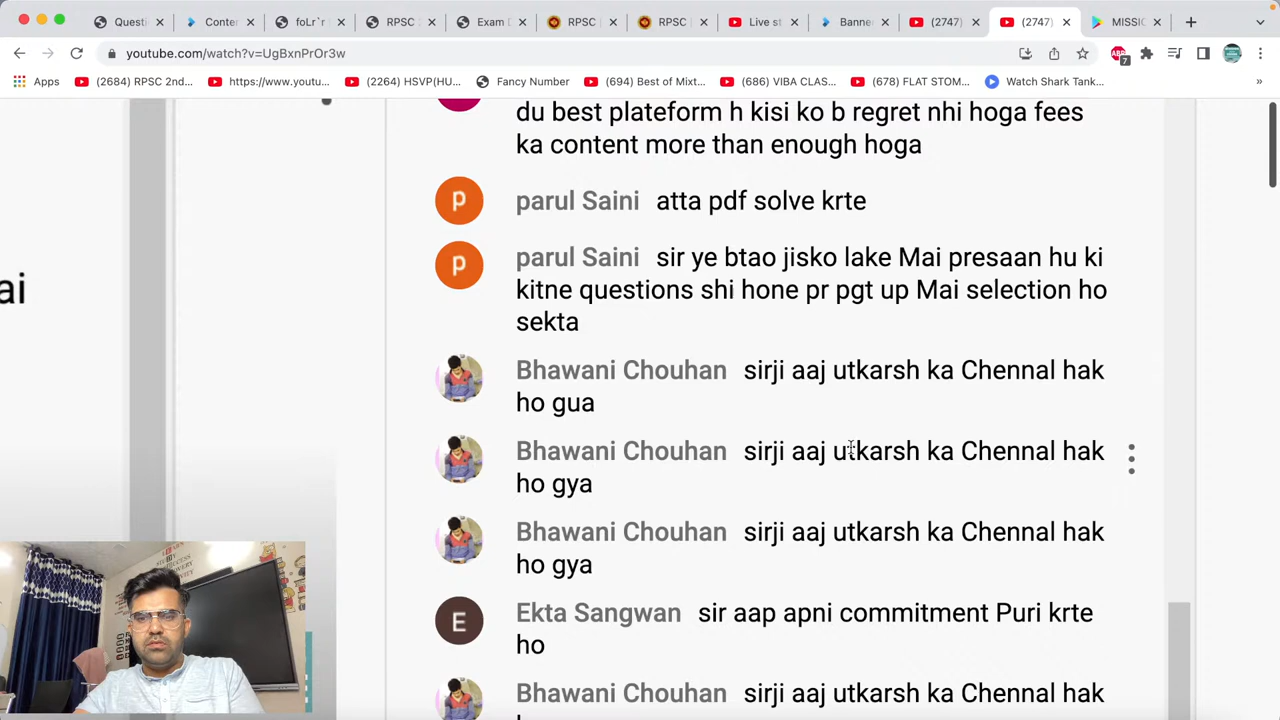 Questi
Conter
foLr`r
RPSC
Exam D
RPSC
RPSC
Live st
Banner
(2747)
(2747)
MISSIO
youtube.com/watch?v=UgBxnPrOr3w
ABP
7
Apps
(2684) RPSC 2nd...
https://www.youtu...
(2264) HSVP(HU...
Fancy Number
(694) Best of Mixt...
(686) VIBA CLAS...
(678) FLAT STOM...
Watch Shark Tank...
»
du best plateform h kisi ko b regret nhi hoga fees
ka content more than enough hoga
P parul Saini atta pdf solve krte
P parul Saini sir ye btao jisko lake Mai presaan hu ki
kitne questions shi hone pr pgt up Mai selection ho
sekta
ai
Bhawani Chouhan sirji aaj utkarsh ka Chennal hak
ho gua
Bhawani Chouhan sirji aaj utkarsh ka Chennal hak
ho gya
Bhawani Chouhan sirji aaj utkarsh ka Chennal hak
ho gya
E Ekta Sangwan sir aap apni commitment Puri krte
ho
Bhawani Chouhan sirji aaj utkarsh ka Chennal hak